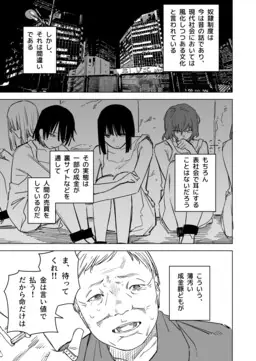 奴隷制度は
今は昔の話であり、
現代社会においては
風化しつつある文化
と言われている
しかし、
それは間違い
である
もちろん
表社会で耳にする
ことはないだろう
その実態は
一部の成金が
裏サイトなどを
通して
人間の売買を
しているのだ
こういう、
薄汚い
成金豚どもが
ま、待って
くれ!!
金は言い値で
払う!
だから命だけは